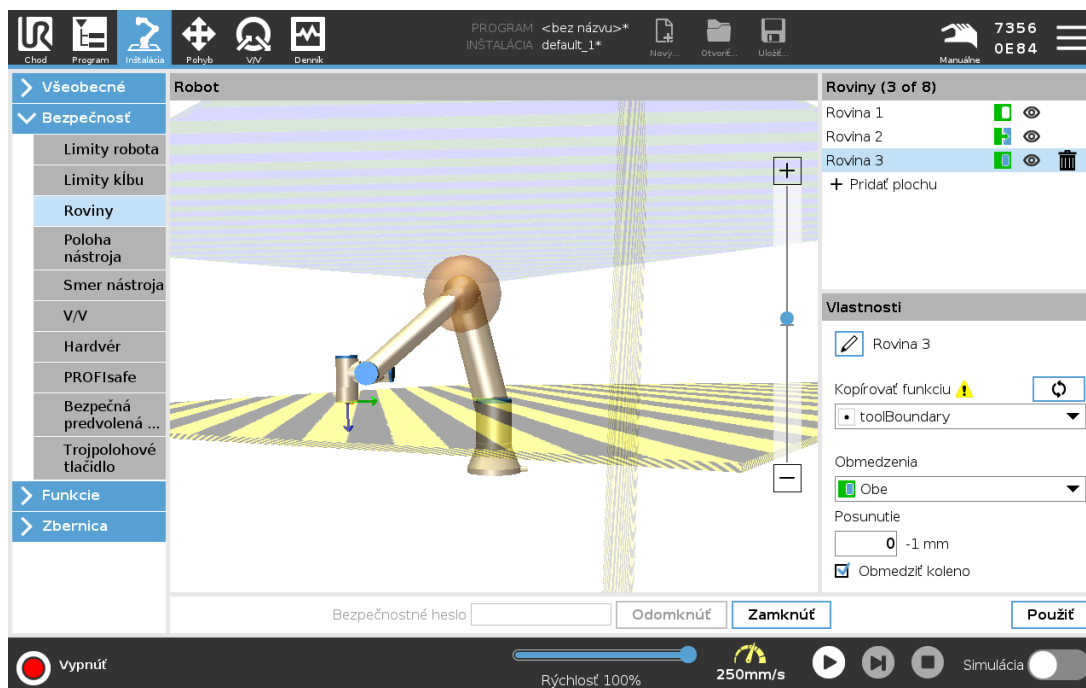 UR
PROGRAM <bez názvu>*
INŠTALÁCIA default_1*
Chod
Program
Inštalácia
Pohyb
V/V
Denník
Nový...
Otvoriť...
Uložiť...
Manuálne
7356
0E84
Všeobecné
Bezpečnosť
Limity robota
Limity kĺbu
Roviny
Poloha
nástroja
Smer nástroja
V/V
Hardvér
PROFIsafe
Bezpečná
predvolená ...
Trojpolohové
tlačidlo
Funkcie
Zbernica
Robot
+
−
Roviny (3 of 8)
Rovina 1
Rovina 2
Rovina 3
+ Pridať plochu
Vlastnosti
Rovina 3
Kopírovať funkciu
toolBoundary
Obmedzenia
Obe
Posunutie
0 -1 mm
Obmedziť koleno
Bezpečnostné heslo
Odomknúť
Zamknúť
Použiť
Vypnúť
Rýchlosť 100%
250mm/s
Simulácia